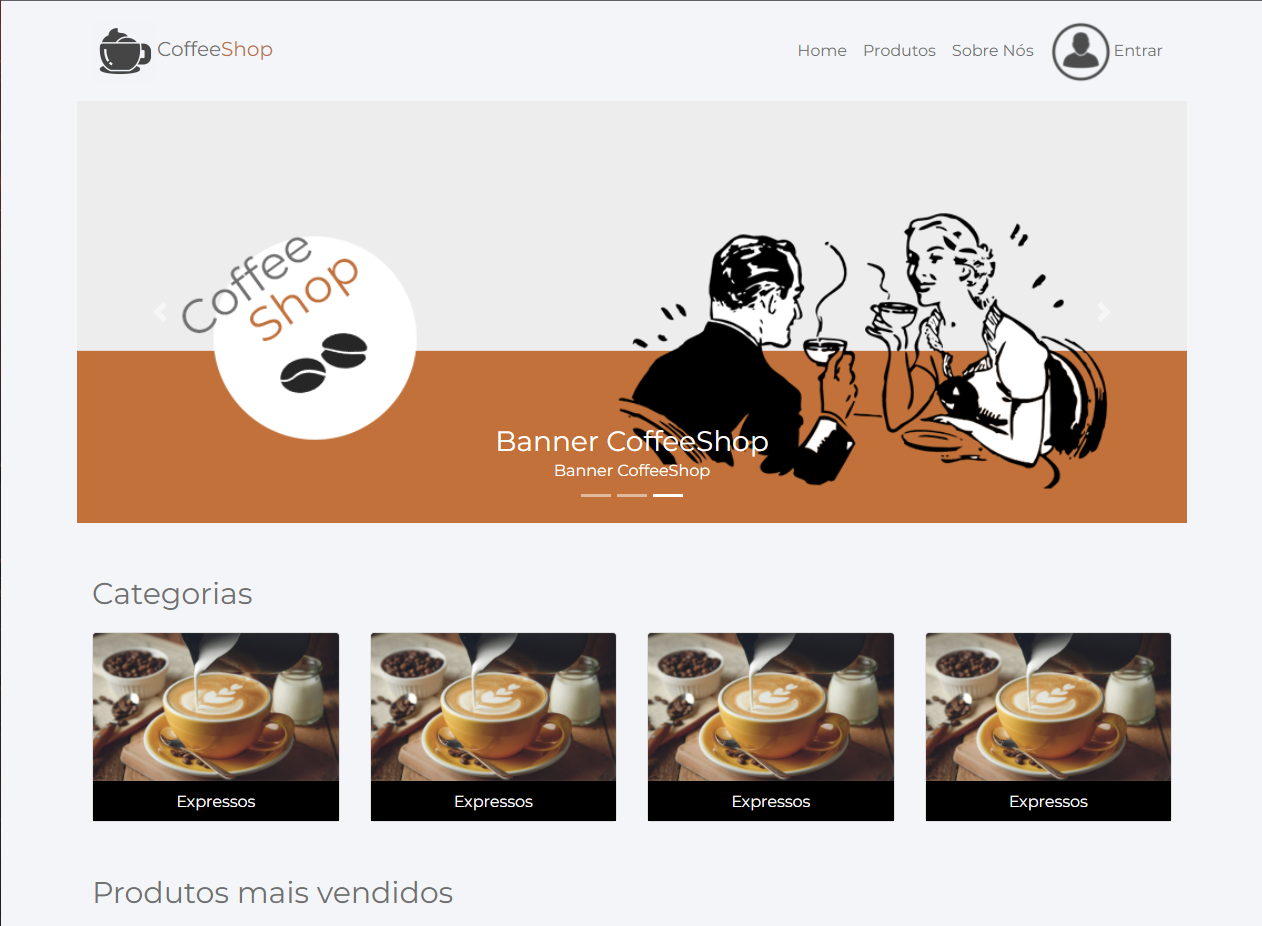 CoffeeShop
Home Produtos Sobre Nós Entrar
Coffee
Shop
Banner CoffeeShop
Banner CoffeeShop
Categorias
Expressos Expressos Expressos Expressos
Produtos mais vendidos